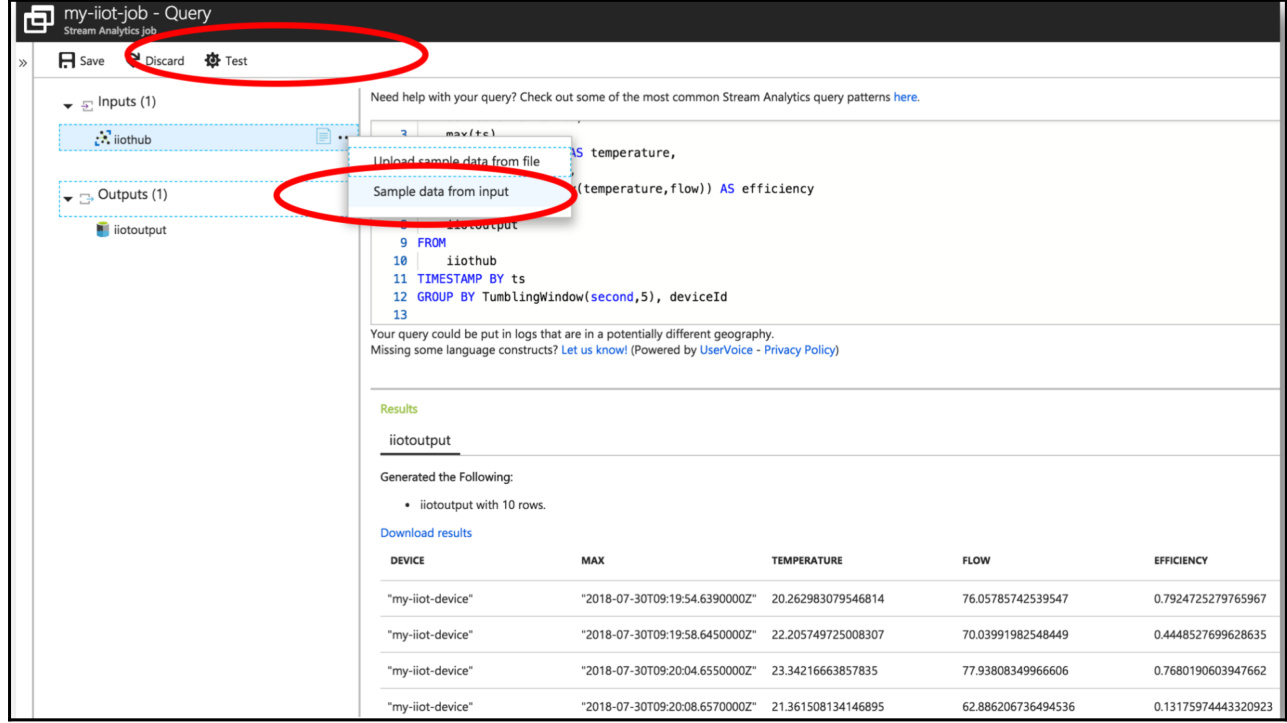 my-iiot-job - Query
Stream Analytics job
» Save Discard Test
Inputs (1)
iiothub
Outputs (1)
iiotoutput
Upload sample data from file
Sample data from input
Need help with your query? Check out some of the most common Stream Analytics query patterns here.
3 max(ts)
AS temperature,
(temperature,flow)) AS efficiency
8 iiotoutput
9 FROM
10 iiothub
11 TIMESTAMP BY ts
12 GROUP BY TumblingWindow(second,5), deviceId
13
Your query could be put in logs that are in a potentially different geography.
Missing some language constructs? Let us know! (Powered by UserVoice - Privacy Policy)
Results
iiotoutput
Generated the Following:
• iiotoutput with 10 rows.
Download results
DEVICE MAX TEMPERATURE FLOW EFFICIENCY
"my-iiot-device" "2018-07-30T09:19:54.6390000Z" 20.262983079546814 76.05785742539547 0.7924725279765967
"my-iiot-device" "2018-07-30T09:19:58.6450000Z" 22.205749725008307 70.03991982548449 0.4448527699628635
"my-iiot-device" "2018-07-30T09:20:04.6550000Z" 23.34216663857835 77.93808349966606 0.7680190603947662
"my-iiot-device" "2018-07-30T09:20:08.6570000Z" 21.361508134146895 62.886206736494536 0.13175974443320923